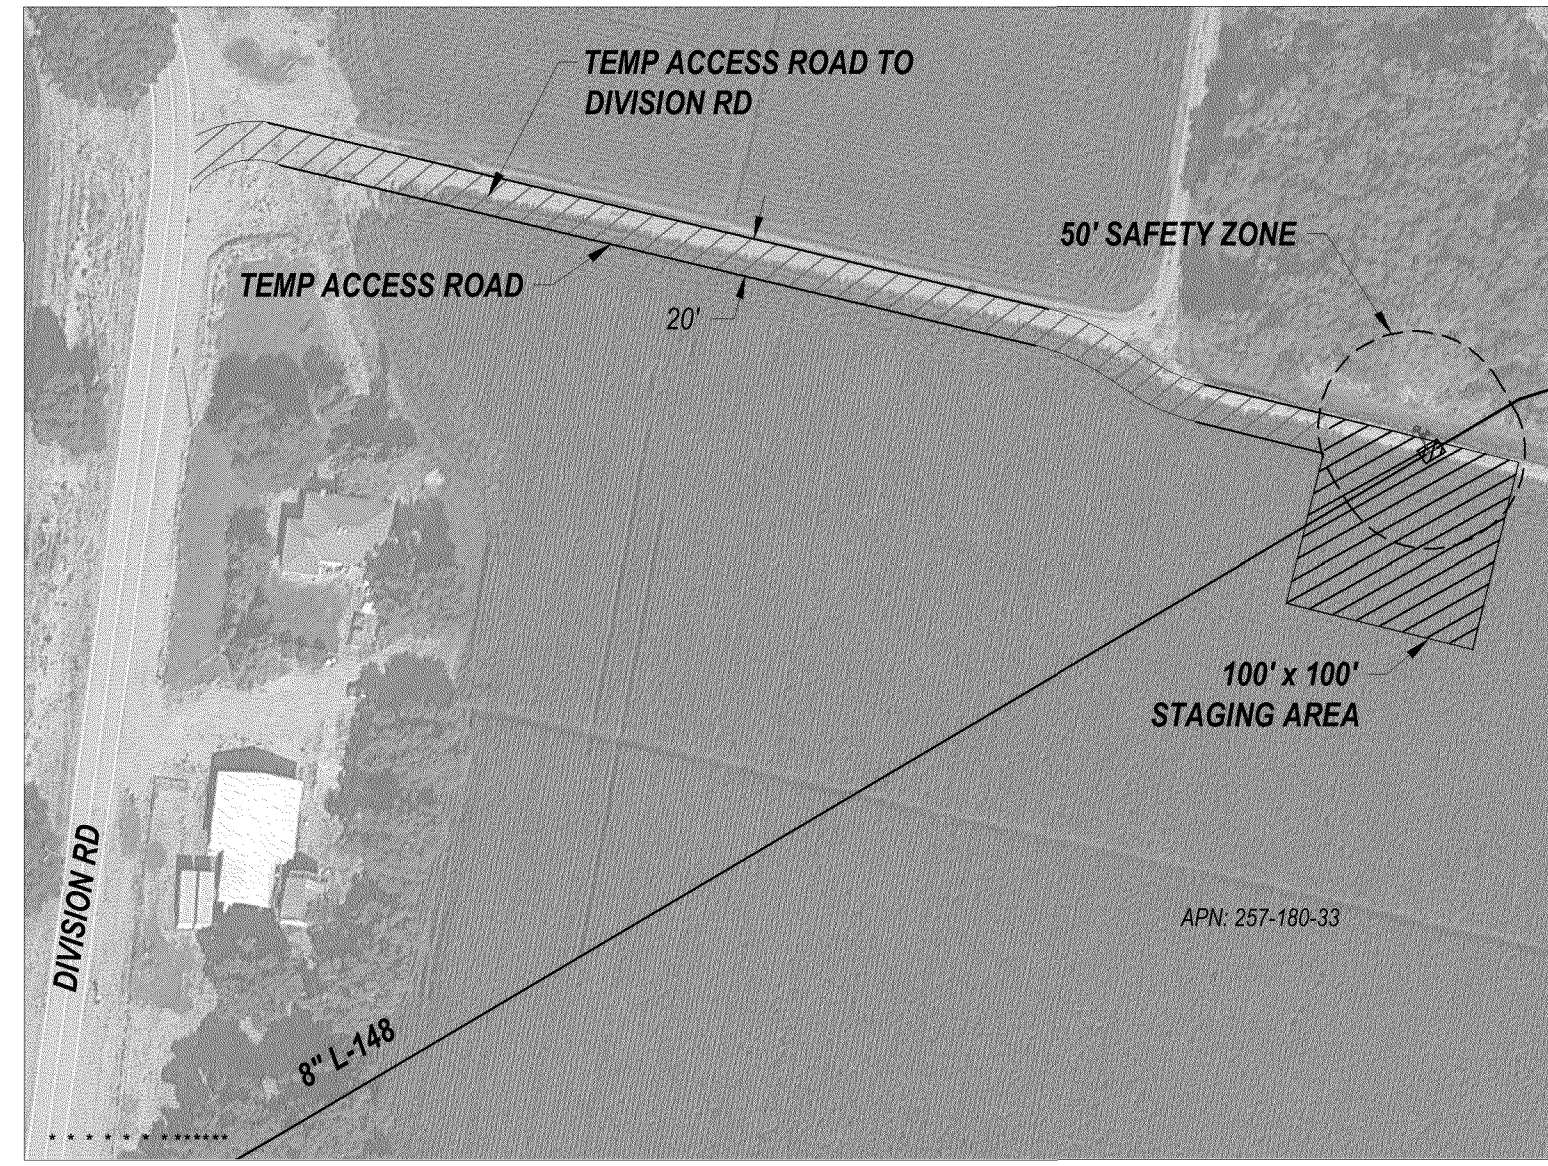 TEMP ACCESS ROAD TO
DIVISION RD
50' SAFETY ZONE
TEMP ACCESS ROAD
20'
100' x 100'
STAGING AREA
DIVISION RD
APN: 257-180-33
8" L-148